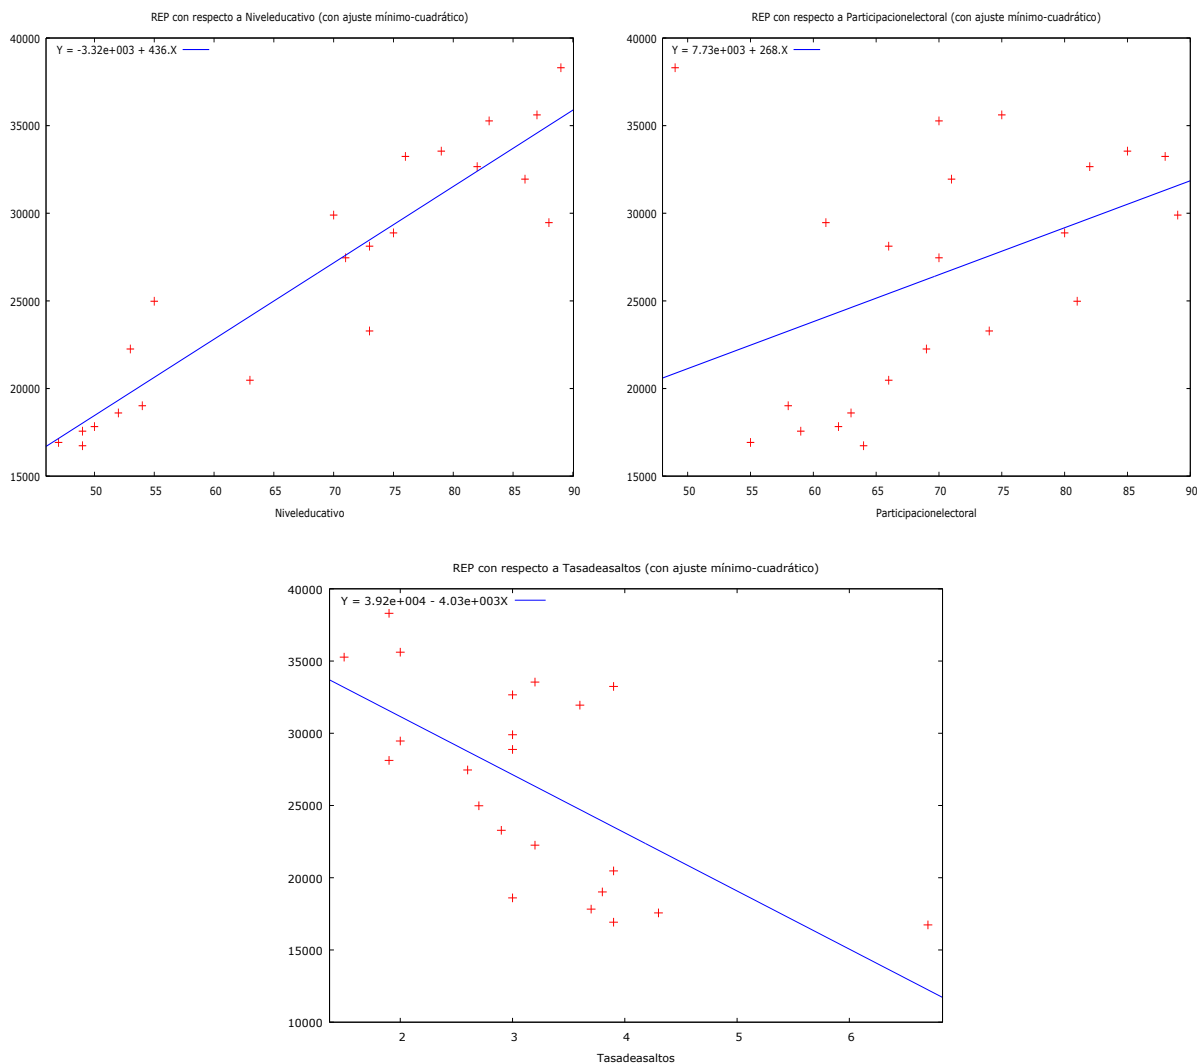 REP con respecto a Niveleducativo (con ajuste mínimo-cuadrático)
Y = -3.32e+003 + 436.X
40000
35000
30000
25000
20000
15000
50 55 60 65 70 75 80 85 90
Niveleducativo
REP con respecto a Participacionelectoral (con ajuste mínimo-cuadrático)
Y = 7.73e+003 + 268.X
40000
35000
30000
25000
20000
15000
50 55 60 65 70 75 80 85 90
Participacionelectoral
REP con respecto a Tasadeasaltos (con ajuste mínimo-cuadrático)
Y = 3.92e+004 - 4.03e+003X
40000
35000
30000
25000
20000
15000
10000
2 3 4 5 6
Tasadeasaltos